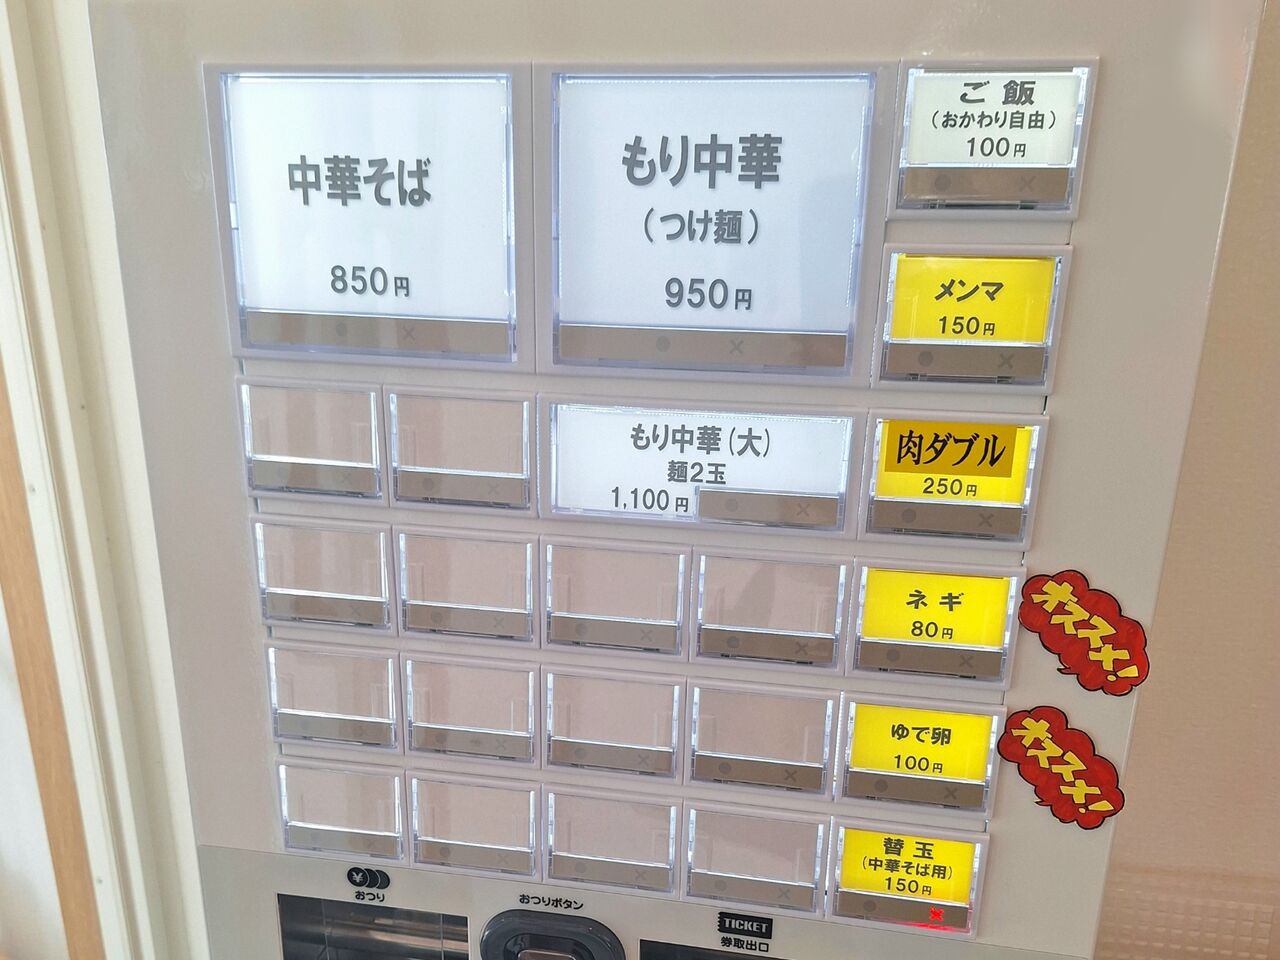 中華そば
850円
もり中華
(つけ麺)
950円
ご飯
(おかわり自由)
100円
メンマ
150円
もり中華(大)
麺2玉
1,100円
肉ダブル
250円
ネギ
80円
オススメ!
ゆで卵
100円
オススメ!
替玉
(中華そば用)
150円
おつり
おつりボタン
TICKET
券取出口